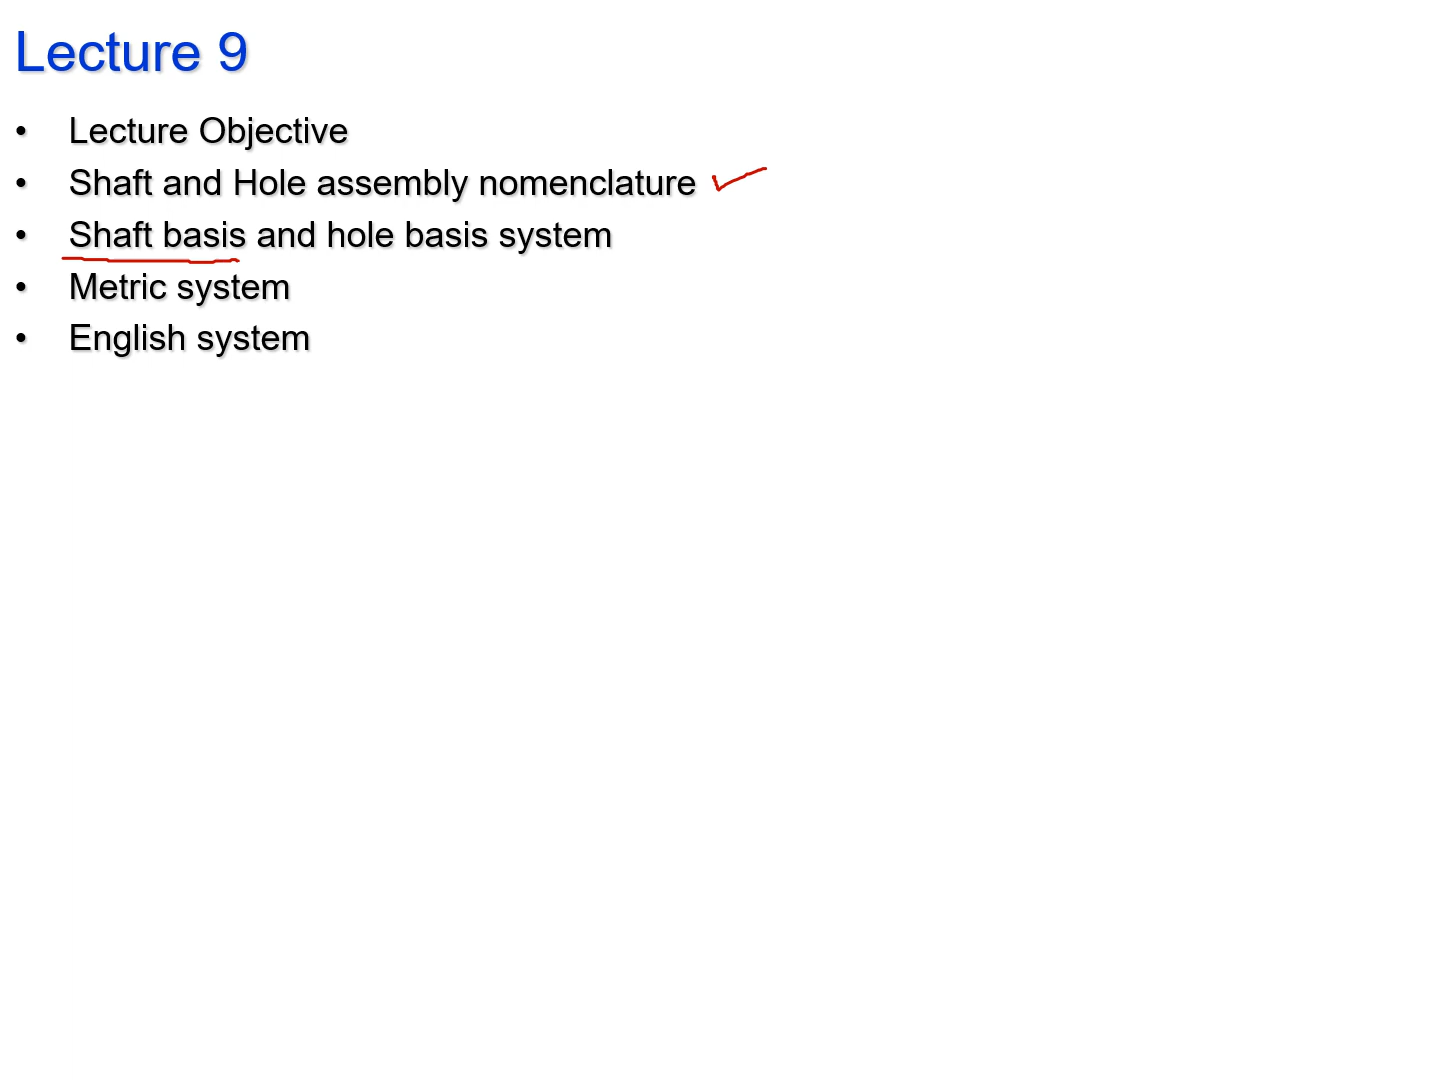 Lecture 9
• Lecture Objective
• Shaft and Hole assembly nomenclature
• Shaft basis and hole basis system
• Metric system
• English system